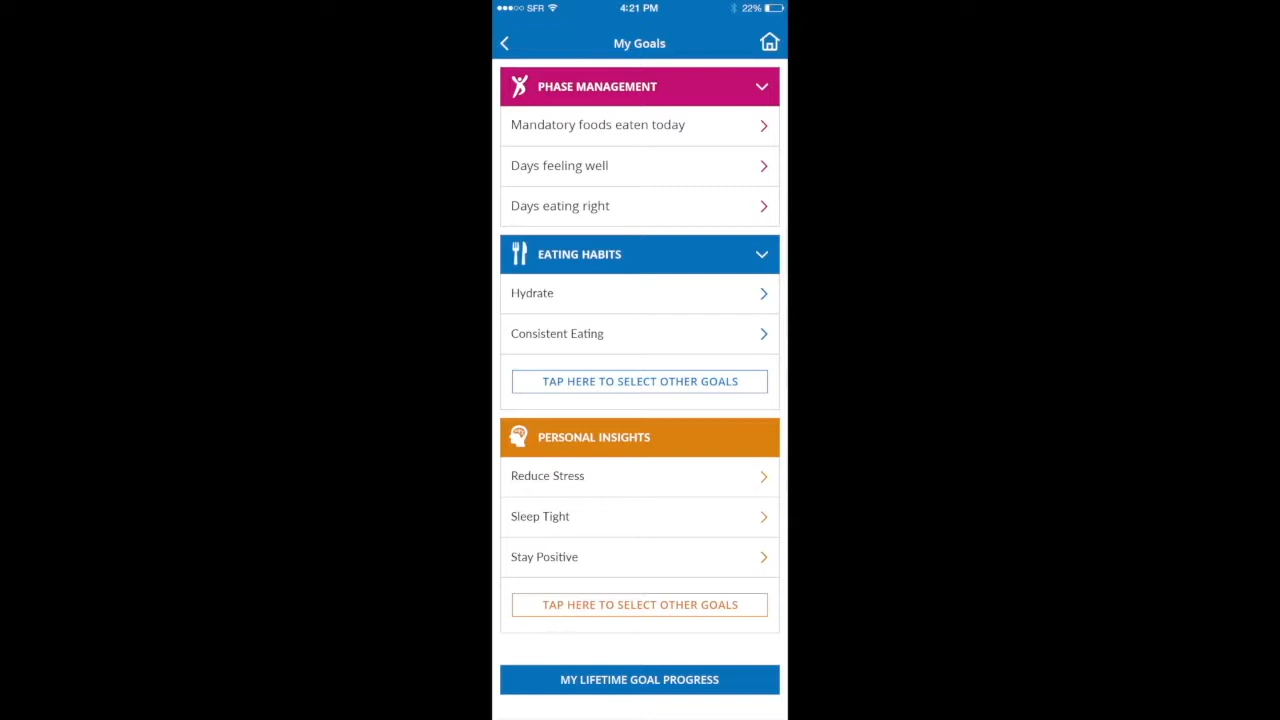 SFR 4:21 PM 22%
My Goals
PHASE MANAGEMENT
Mandatory foods eaten today
Days feeling well
Days eating right
EATING HABITS
Hydrate
Consistent Eating
TAP HERE TO SELECT OTHER GOALS
PERSONAL INSIGHTS
Reduce Stress
Sleep Tight
Stay Positive
TAP HERE TO SELECT OTHER GOALS
MY LIFETIME GOAL PROGRESS